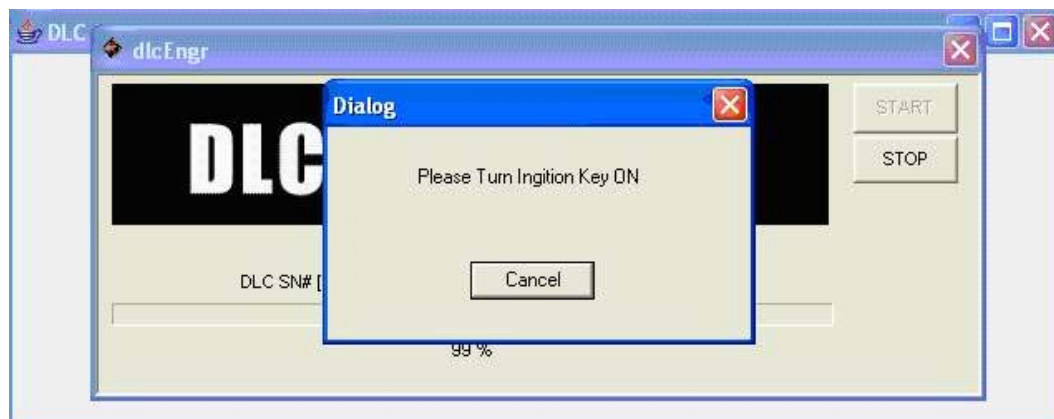 DLC
dlcEngr
Dialog
DLC
START
STOP
Please Turn Ingition Key ON
Cancel
DLC SN# [
99 %